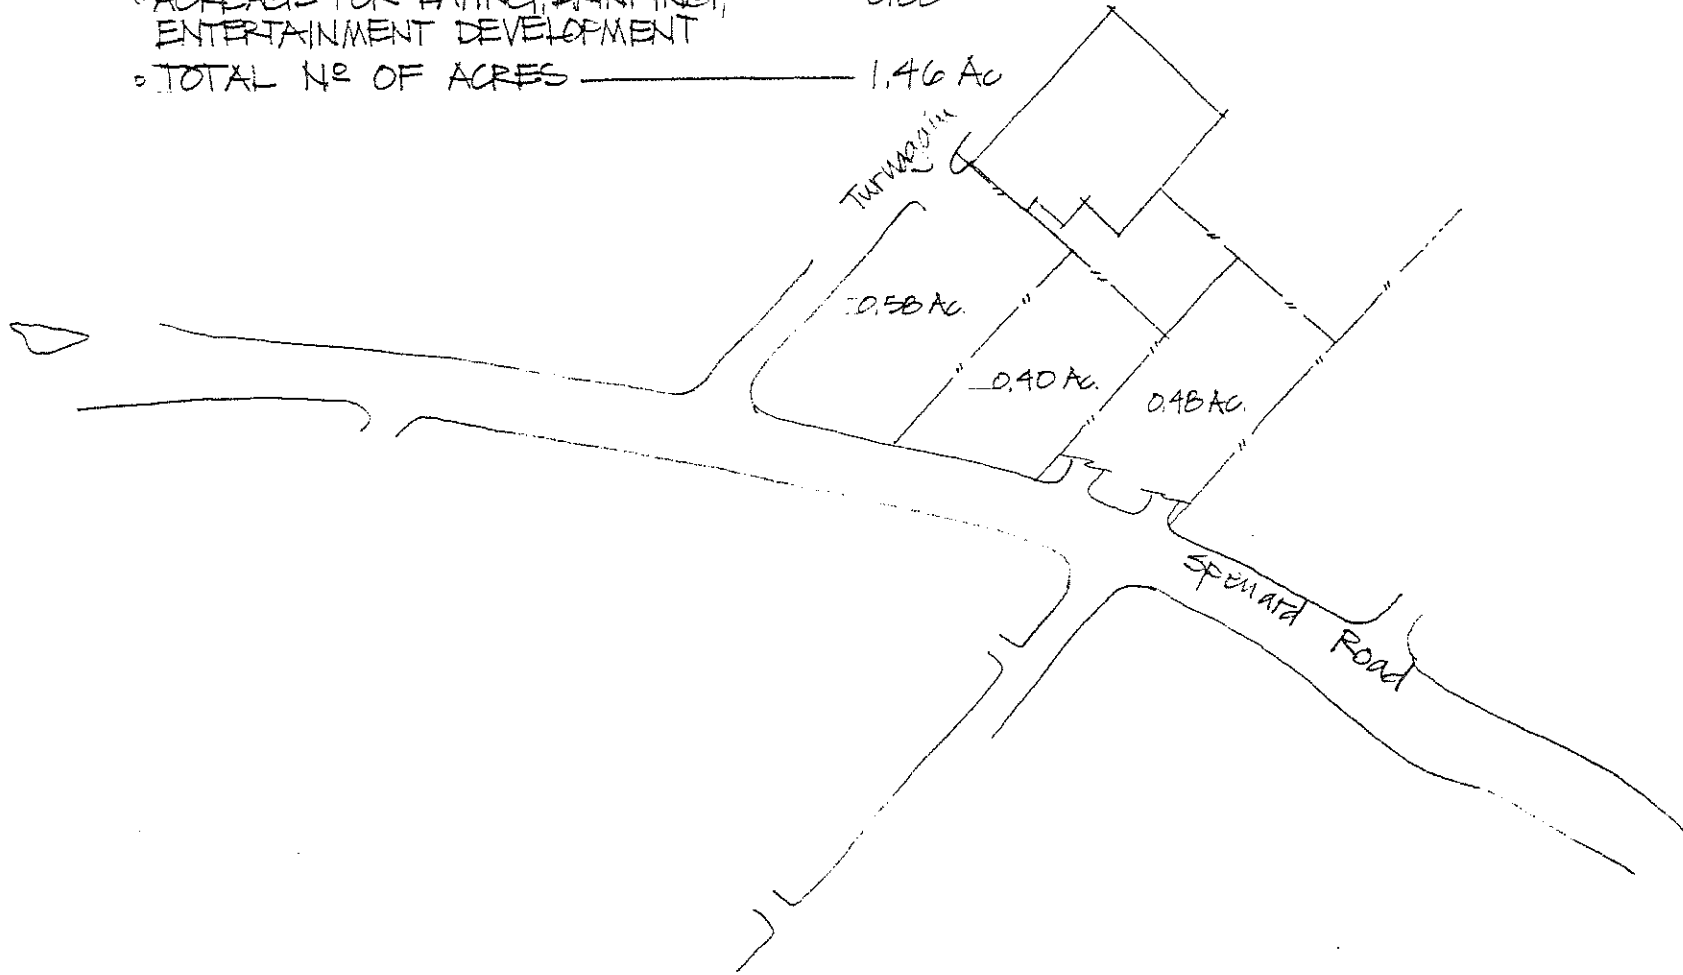 ENTERTAINMENT DEVELOPMENT
◦ TOTAL Nº OF ACRES — 1.46 Ac
Turnagain
0.58 Ac.
0.40 Ac.
0.48 Ac.
Spenard Road